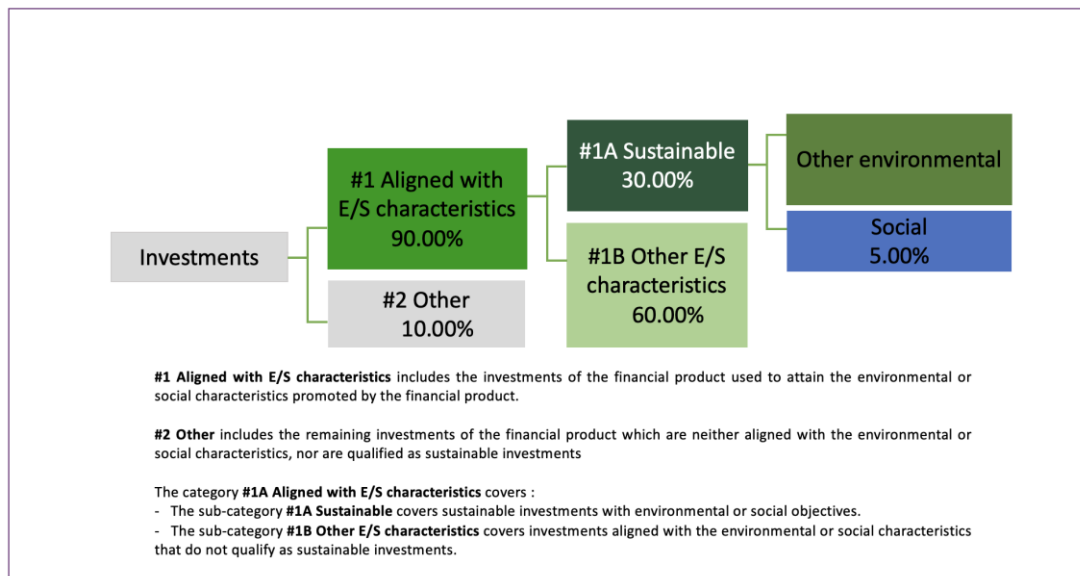 Investments
#1 Aligned with
E/S characteristics
90.00%
#2 Other
10.00%
#1A Sustainable
30.00%
#1B Other E/S
characteristics
60.00%
Other environmental
Social
5.00%
#1 Aligned with E/S characteristics includes the investments of the financial product used to attain the environmental or
social characteristics promoted by the financial product.
#2 Other includes the remaining investments of the financial product which are neither aligned with the environmental or
social characteristics, nor are qualified as sustainable investments
The category #1A Aligned with E/S characteristics covers :
- The sub-category #1A Sustainable covers sustainable investments with environmental or social objectives.
- The sub-category #1B Other E/S characteristics covers investments aligned with the environmental or social characteristics
that do not qualify as sustainable investments.